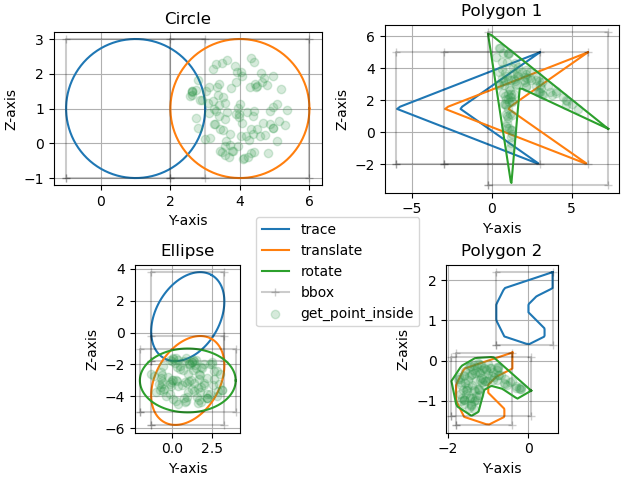 Circle
Z-axis
3
2
1
0
−1
0
2
4
6
Y-axis
Polygon 1
Z-axis
6
4
2
0
−2
−5
0
5
Y-axis
trace
translate
rotate
bbox
get_point_inside
Ellipse
Z-axis
4
2
0
−2
−4
−6
0.0
2.5
Y-axis
Polygon 2
Z-axis
2
1
0
−1
−2
0
Y-axis